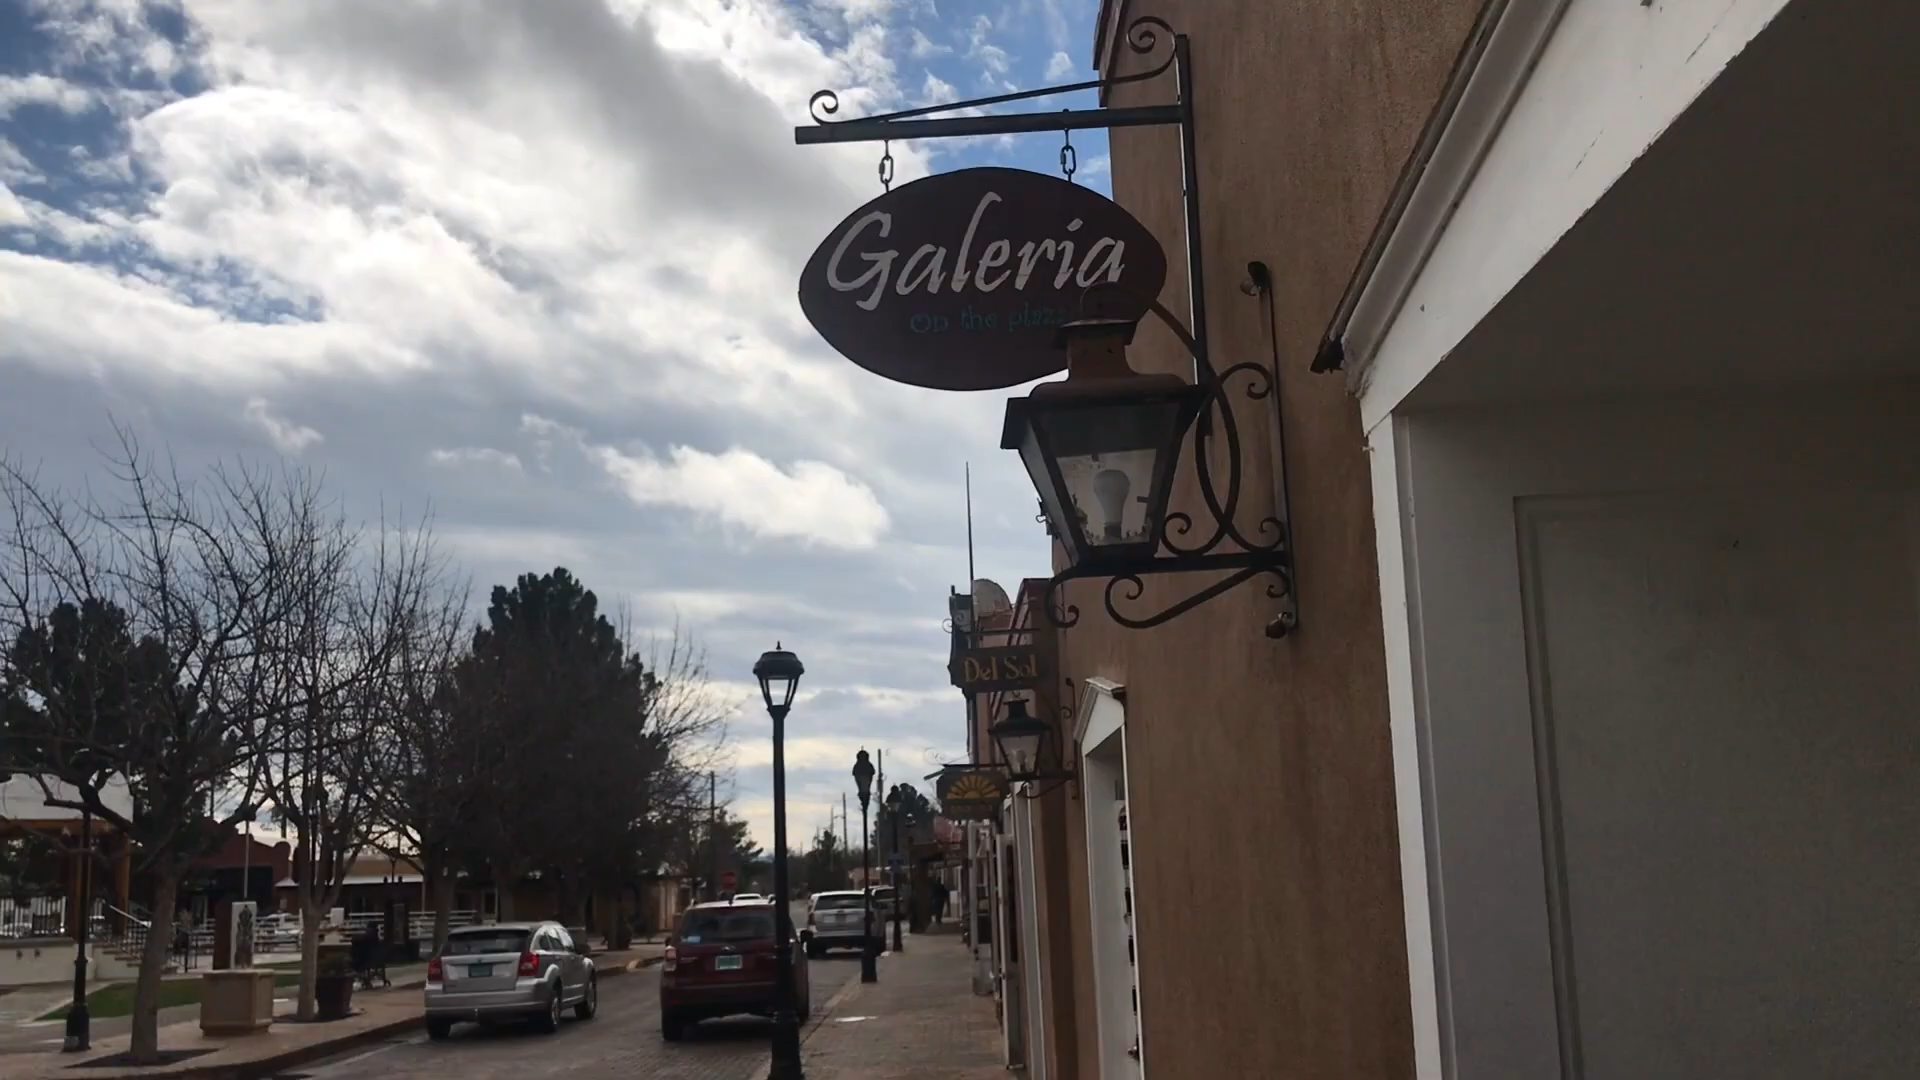 Galeria
On the plaza
Del Sol